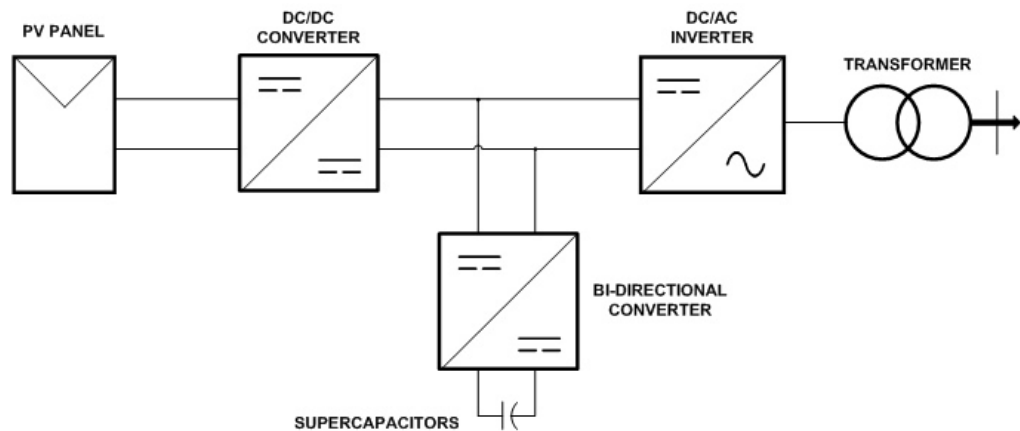 PV PANEL
DC/DC
CONVERTER
DC/AC
INVERTER
TRANSFORMER
BI-DIRECTIONAL
CONVERTER
SUPERCAPACITORS